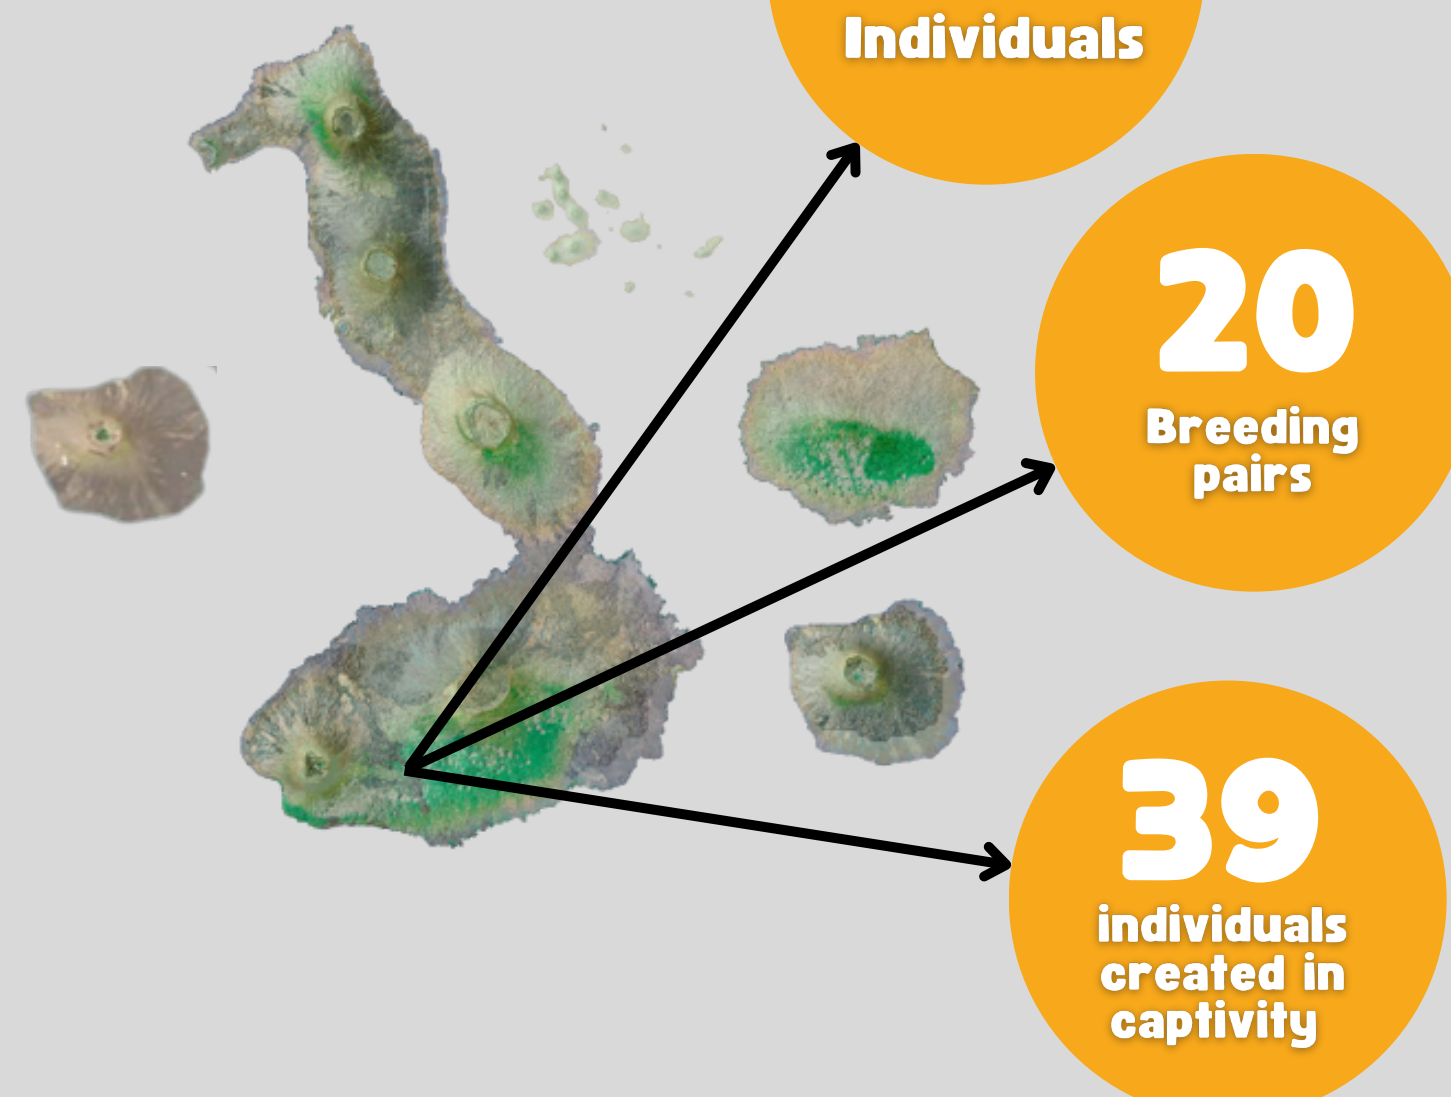 Individuals
20
Breeding
pairs
39
individuals
created in
captivity